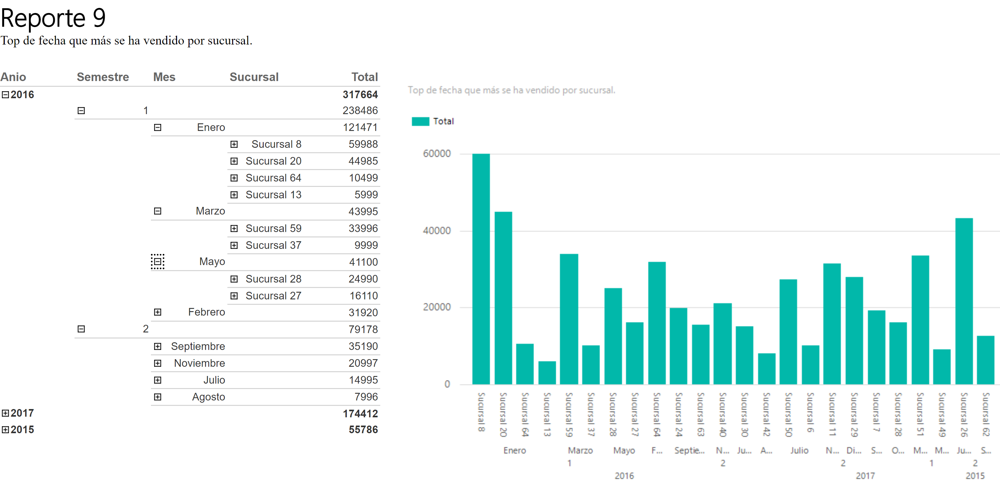 Reporte 9
Top de fecha que más se ha vendido por sucursal.
Anio Semestre Mes Sucursal Total
2016 317664
1 238486
Enero 121471
Sucursal 8 59988
Sucursal 20 44985
Sucursal 64 10499
Sucursal 13 5999
Marzo 43995
Sucursal 59 33996
Sucursal 37 9999
Mayo 41100
Sucursal 28 24990
Sucursal 27 16110
Febrero 31920
2 79178
Septiembre 35190
Noviembre 20997
Julio 14995
Agosto 7996
2017 174412
2015 55786
Top de fecha que más se ha vendido por sucursal.
Total
60000
40000
20000
0
Sucursal 8
Sucursal 20
Sucursal 64
Sucursal 13
Sucursal 59
Sucursal 37
Sucursal 28
Sucursal 27
Sucursal 64
Sucursal 24
Sucursal 63
Sucursal 40
Sucursal 30
Sucursal 42
Sucursal 50
Sucursal 6
Sucursal 11
Sucursal 29
Sucursal 7
Sucursal 28
Sucursal 51
Sucursal 49
Sucursal 26
Sucursal 62
Enero Marzo Mayo F... Septie... N... Ju... A... Julio N... Di... S... O... M... M... Ju... S...
1 2 2 1 2
2016 2017 2015